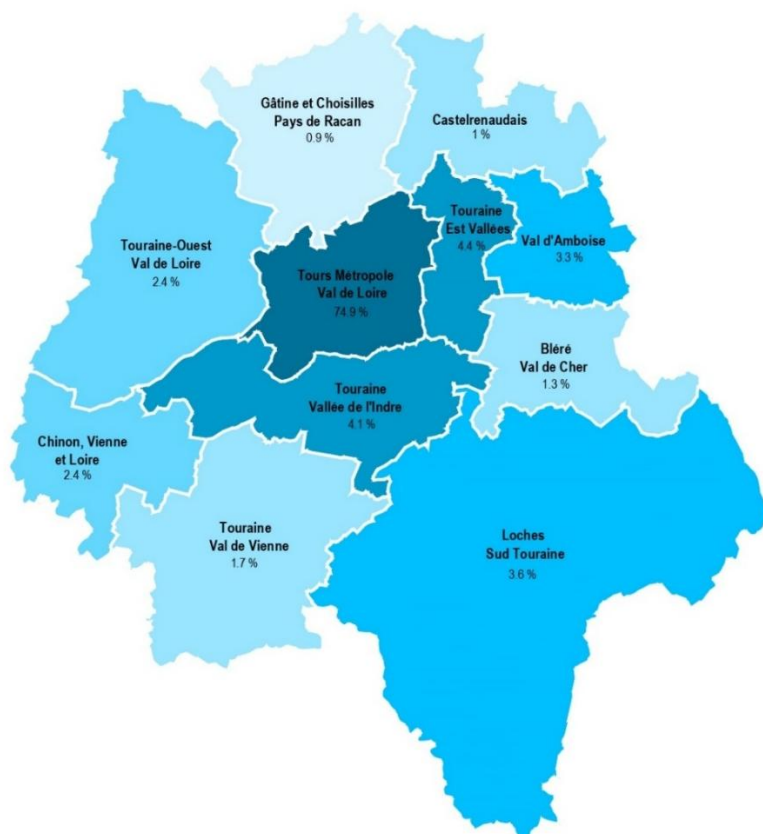 Gâtine et Choisilles
Pays de Racan
0.9 %
Castelrenaudais
1 %
Touraine
Est Vallées
4.4 %
Val d'Amboise
3.3 %
Touraine-Ouest
Val de Loire
2.4 %
Tours Métropole
Val de Loire
74.9 %
Bléré
Val de Cher
1.3 %
Touraine
Vallée de l'Indre
4.1 %
Chinon, Vienne
et Loire
2.4 %
Touraine
Val de Vienne
1.7 %
Loches
Sud Touraine
3.6 %